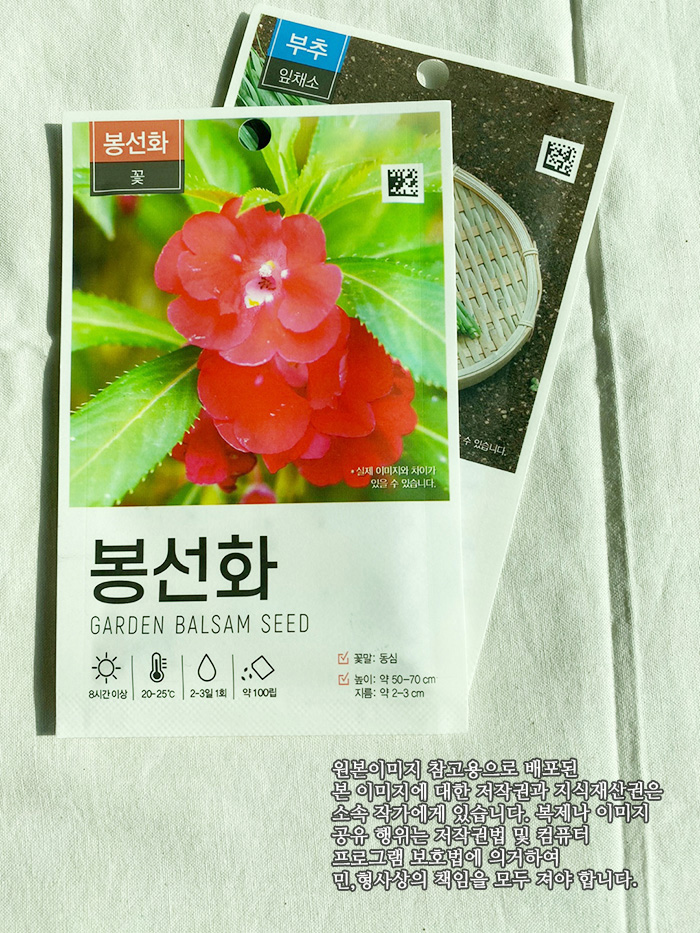 부추
잎채소
수 있습니다.
봉선화
꽃
• 실제 이미지와 차이가
있을 수 있습니다.
봉선화
GARDEN BALSAM SEED
8시간 이상
20-25℃
2-3일 1회
약 100립
꽃말: 동심
높이: 약 50-70 cm
지름: 약 2-3 cm
원본이미지 참고용으로 배포된
본 이미지에 대한 저작권과 지식재산권은
소속 작가에게 있습니다. 복제나 이미지
공유 행위는 저작권법 및 컴퓨터
프로그램 보호법에 의거하여
민,형사상의 책임을 모두 져야 합니다.